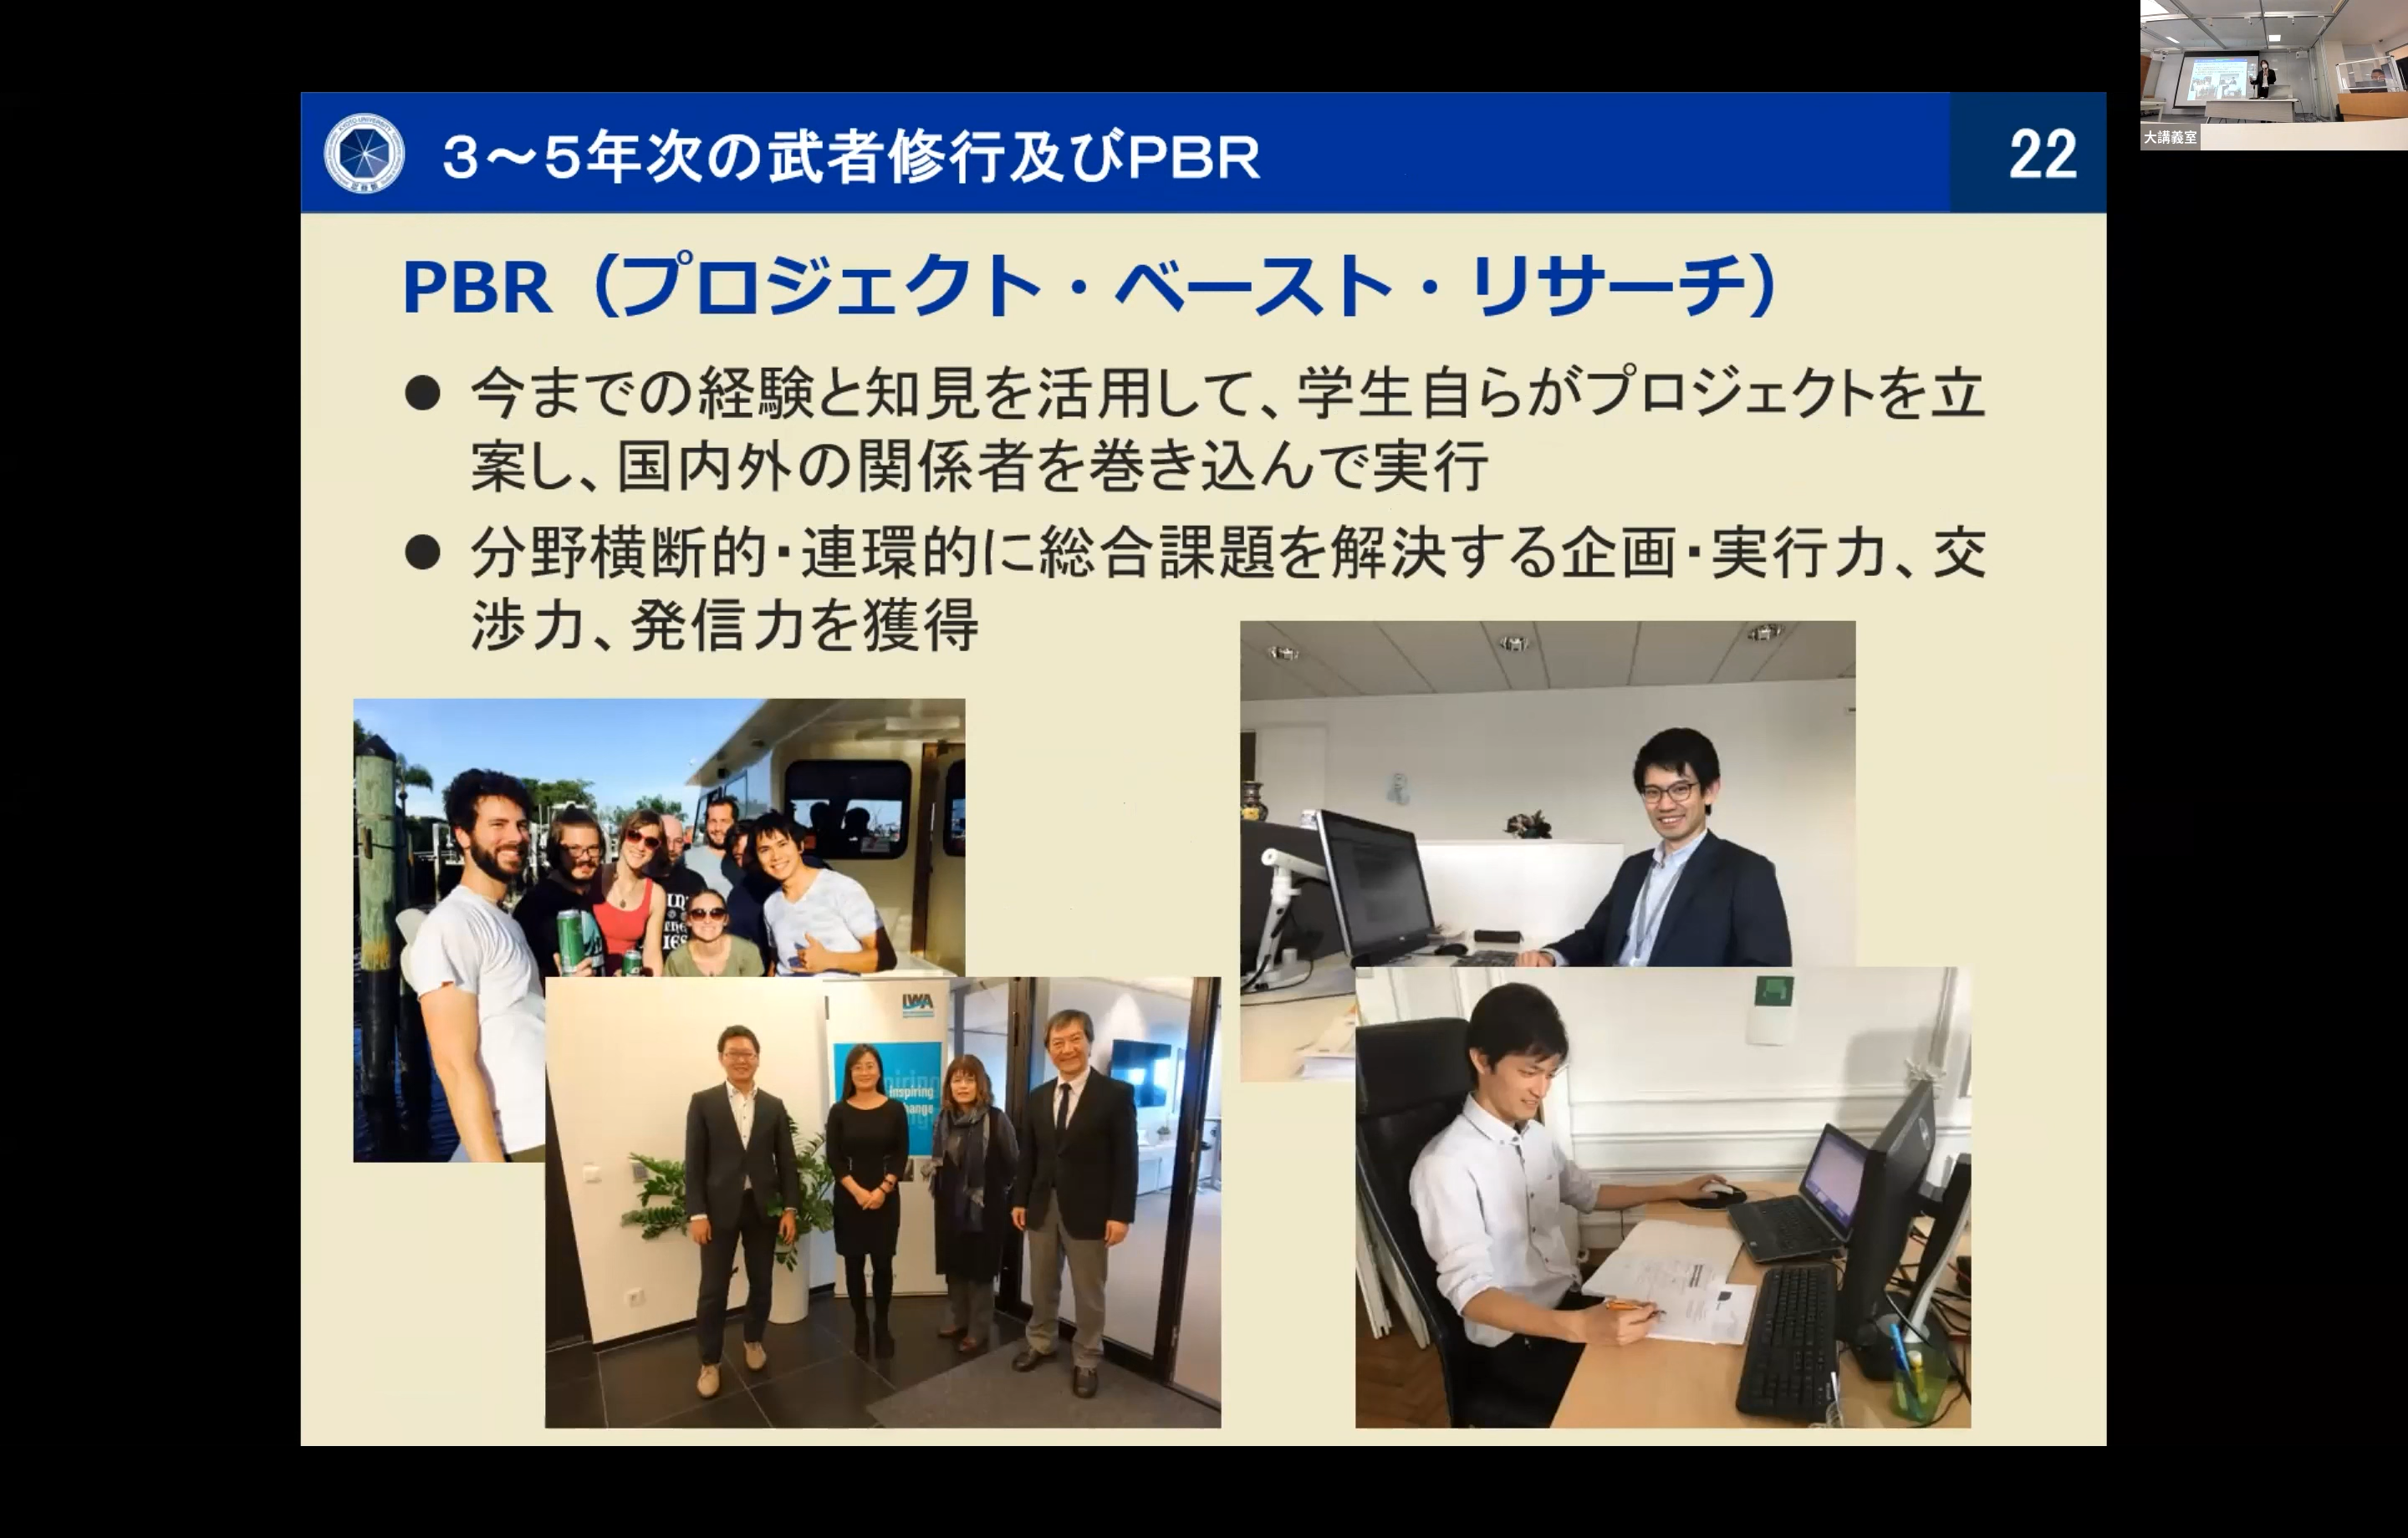 3～5年次の武者修行及びPBR
22
大講義室
PBR（プロジェクト・ベースト・リサーチ）
● 今までの経験と知見を活用して、学生自らがプロジェクトを立
案し、国内外の関係者を巻き込んで実行
● 分野横断的・連環的に総合課題を解決する企画・実行力、交
渉力、発信力を獲得
IWA
inspiring